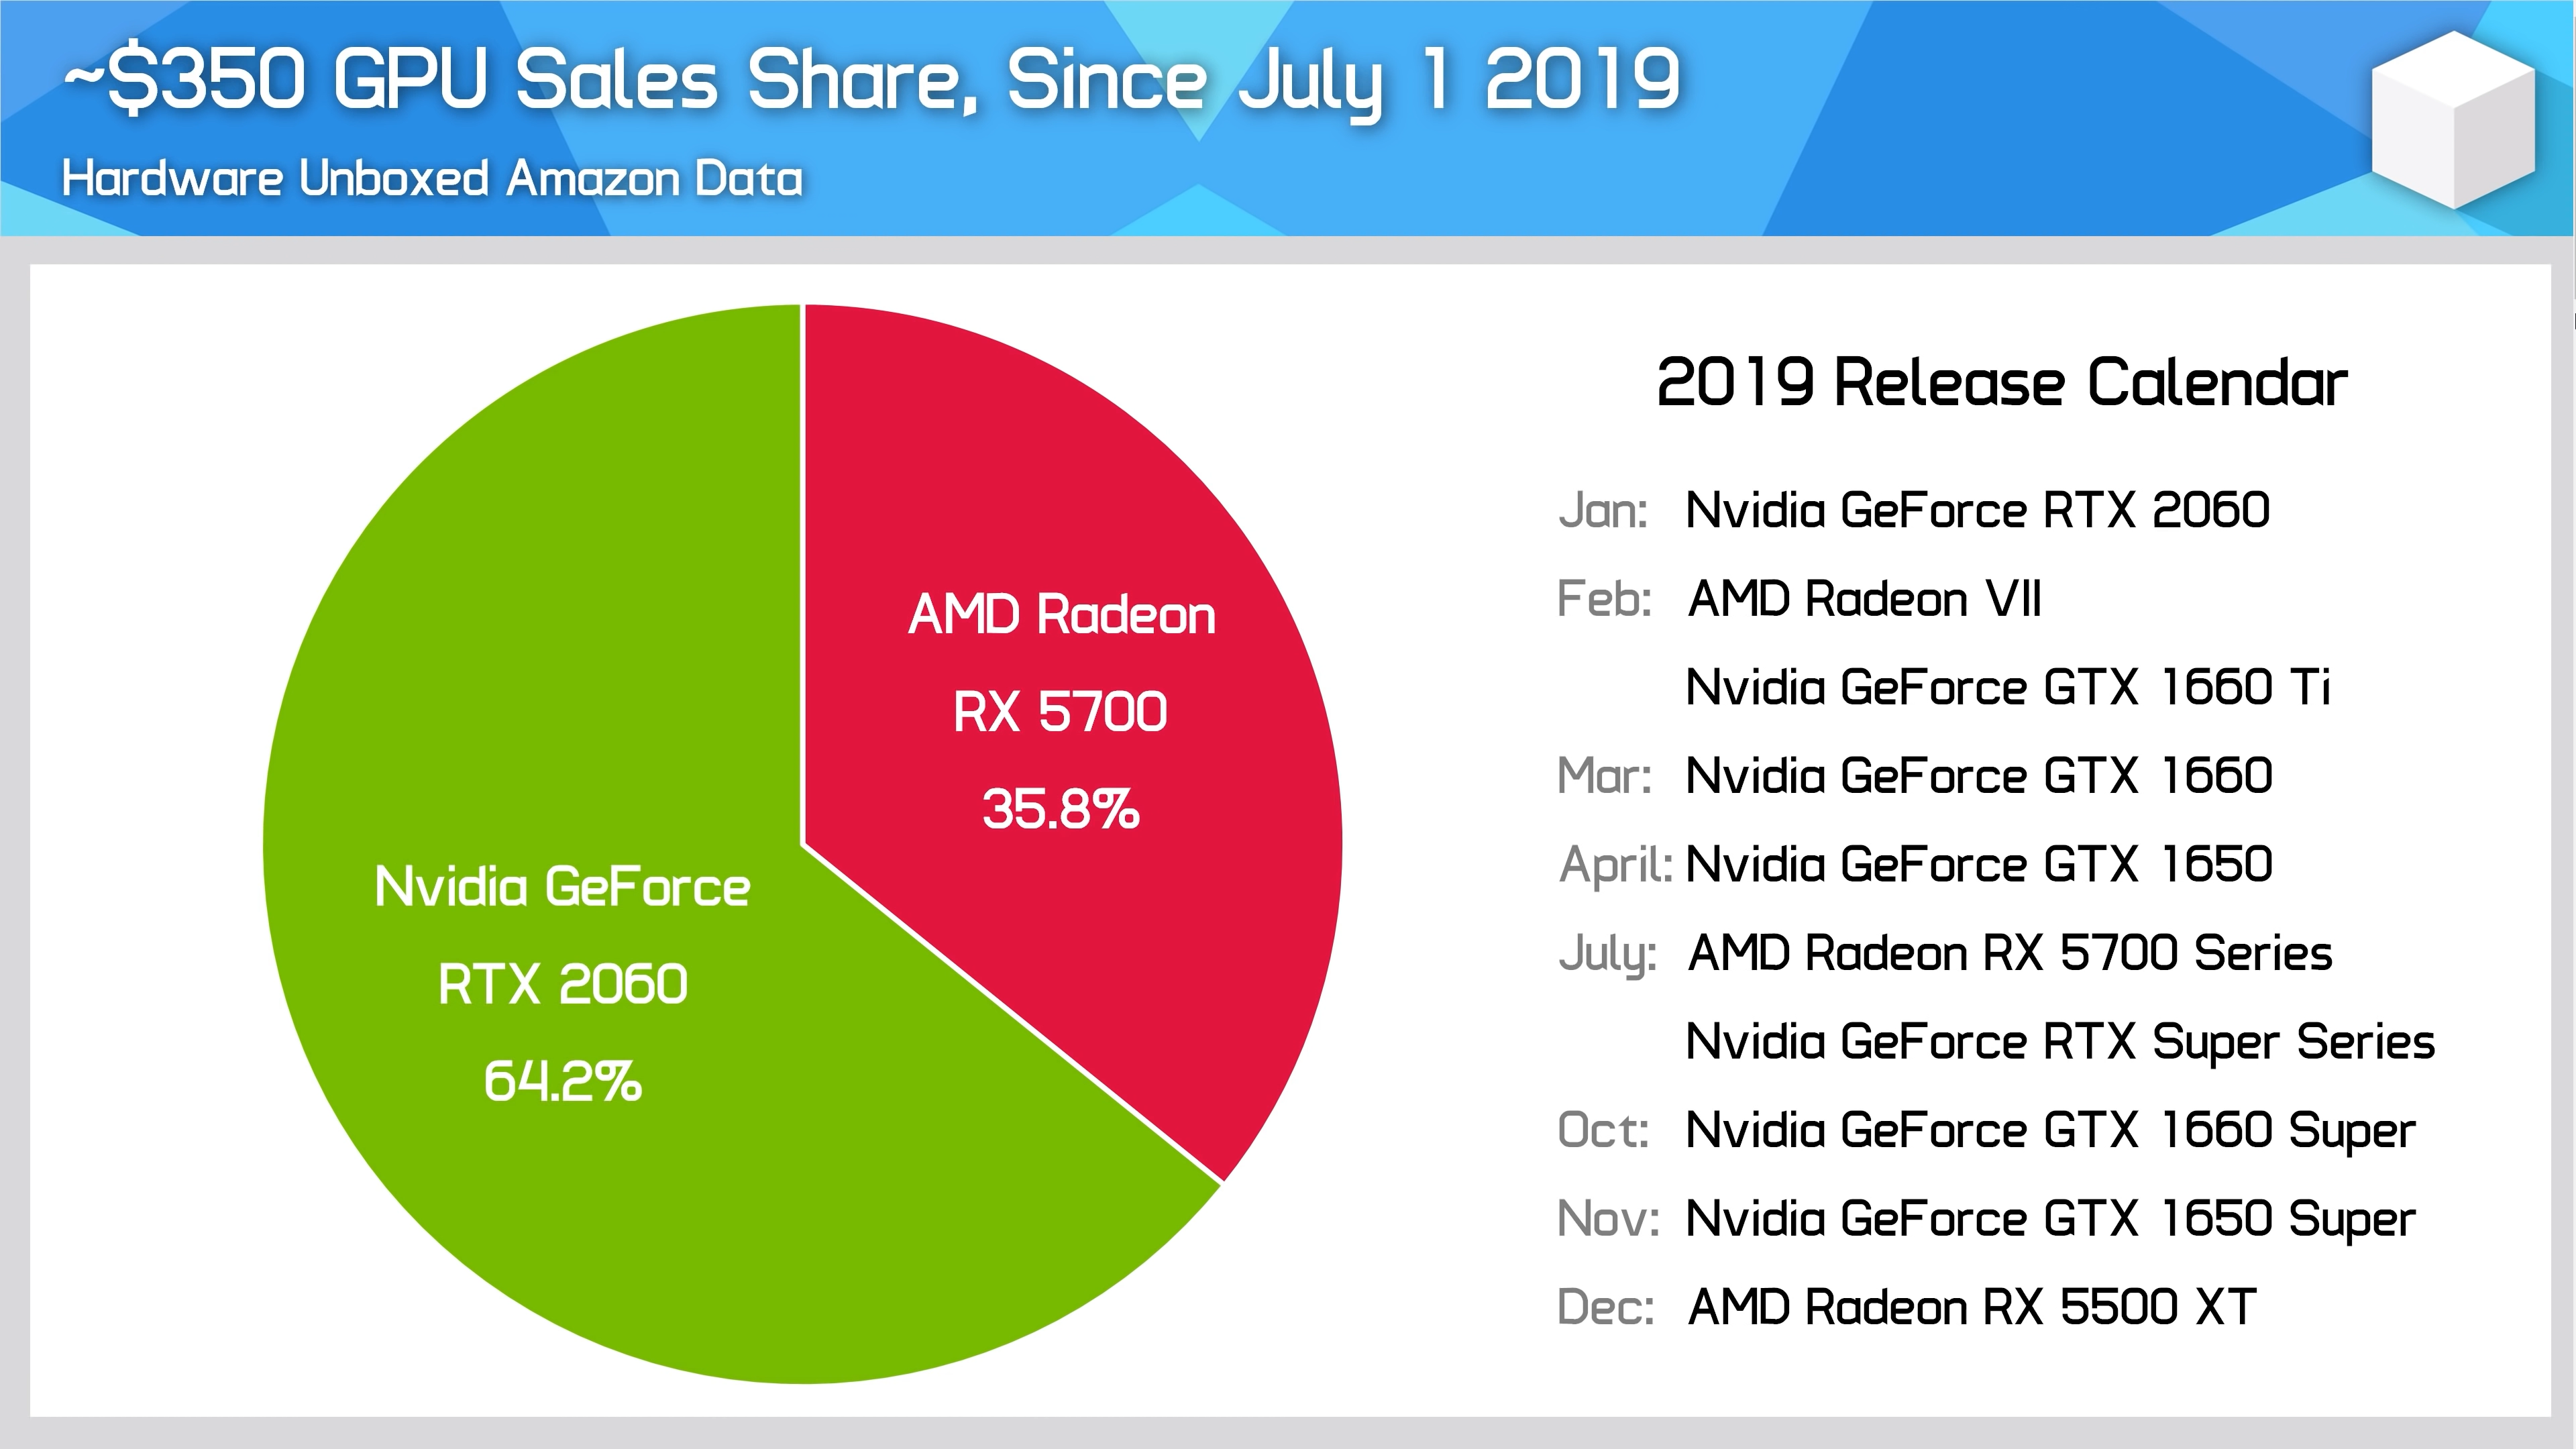 ~$350 GPU Sales Share, Since July 1 2019
Hardware Unboxed Amazon Data
AMD Radeon
RX 5700
35.8%
Nvidia GeForce
RTX 2060
64.2%
2019 Release Calendar
Jan: Nvidia GeForce RTX 2060
Feb: AMD Radeon VII
Nvidia GeForce GTX 1660 Ti
Mar: Nvidia GeForce GTX 1660
April: Nvidia GeForce GTX 1650
July: AMD Radeon RX 5700 Series
Nvidia GeForce RTX Super Series
Oct: Nvidia GeForce GTX 1660 Super
Nov: Nvidia GeForce GTX 1650 Super
Dec: AMD Radeon RX 5500 XT